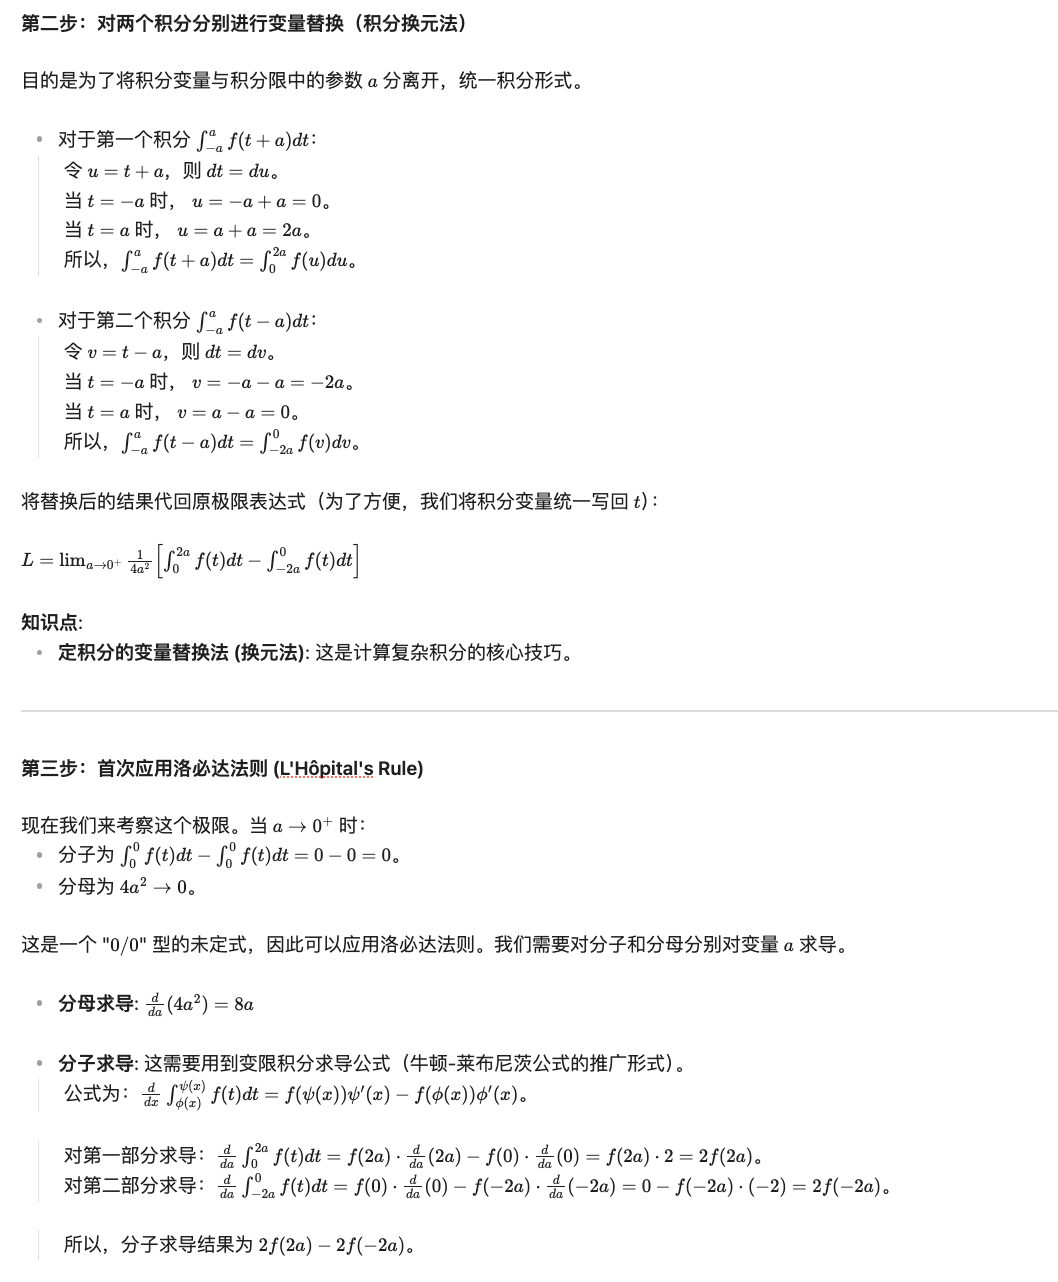 第二步：对两个积分分别进行变量替换（积分换元法）
目的是为了将积分变量与积分限中的参数 $a$ 分离开，统一积分形式。
• 对于第一个积分 $\int_{-a}^{a} f(t+a)dt$：
令 $u = t + a$，则 $dt = du$。
当 $t = -a$ 时， $u = -a + a = 0$。
当 $t = a$ 时， $u = a + a = 2a$。
所以，$\int_{-a}^{a} f(t+a)dt = \int_{0}^{2a} f(u)du$。
• 对于第二个积分 $\int_{-a}^{a} f(t-a)dt$：
令 $v = t - a$，则 $dt = dv$。
当 $t = -a$ 时， $v = -a - a = -2a$。
当 $t = a$ 时， $v = a - a = 0$。
所以，$\int_{-a}^{a} f(t-a)dt = \int_{-2a}^{0} f(v)dv$。
将替换后的结果代回原极限表达式（为了方便，我们将积分变量统一写回 $t$）：
$L = \lim_{a \to 0^+} \frac{1}{4a^2} \left[ \int_{0}^{2a} f(t)dt - \int_{-2a}^{0} f(t)dt \right]$
知识点:
• 定积分的变量替换法 (换元法): 这是计算复杂积分的核心技巧。
第三步：首次应用洛必达法则 (L'Hôpital's Rule)
现在我们来考察这个极限。当 $a \to 0^+$ 时：
• 分子为 $\int_{0}^{0} f(t)dt - \int_{0}^{0} f(t)dt = 0 - 0 = 0$。
• 分母为 $4a^2 \to 0$。
这是一个 "0/0" 型的未定式，因此可以应用洛必达法则。我们需要对分子和分母分别对变量 $a$ 求导。
• 分母求导: $\frac{d}{da}(4a^2) = 8a$
• 分子求导: 这需要用到变限积分求导公式（牛顿-莱布尼茨公式的推广形式）。
公式为：$\frac{d}{dx} \int_{\phi(x)}^{\psi(x)} f(t)dt = f(\psi(x))\psi'(x) - f(\phi(x))\phi'(x)$。
对第一部分求导：$\frac{d}{da} \int_{0}^{2a} f(t)dt = f(2a) \cdot \frac{d}{da}(2a) - f(0) \cdot \frac{d}{da}(0) = f(2a) \cdot 2 = 2f(2a)$。
对第二部分求导：$\frac{d}{da} \int_{-2a}^{0} f(t)dt = f(0) \cdot \frac{d}{da}(0) - f(-2a) \cdot \frac{d}{da}(-2a) = 0 - f(-2a) \cdot (-2) = 2f(-2a)$。
所以，分子求导结果为 $2f(2a) - 2f(-2a)$。